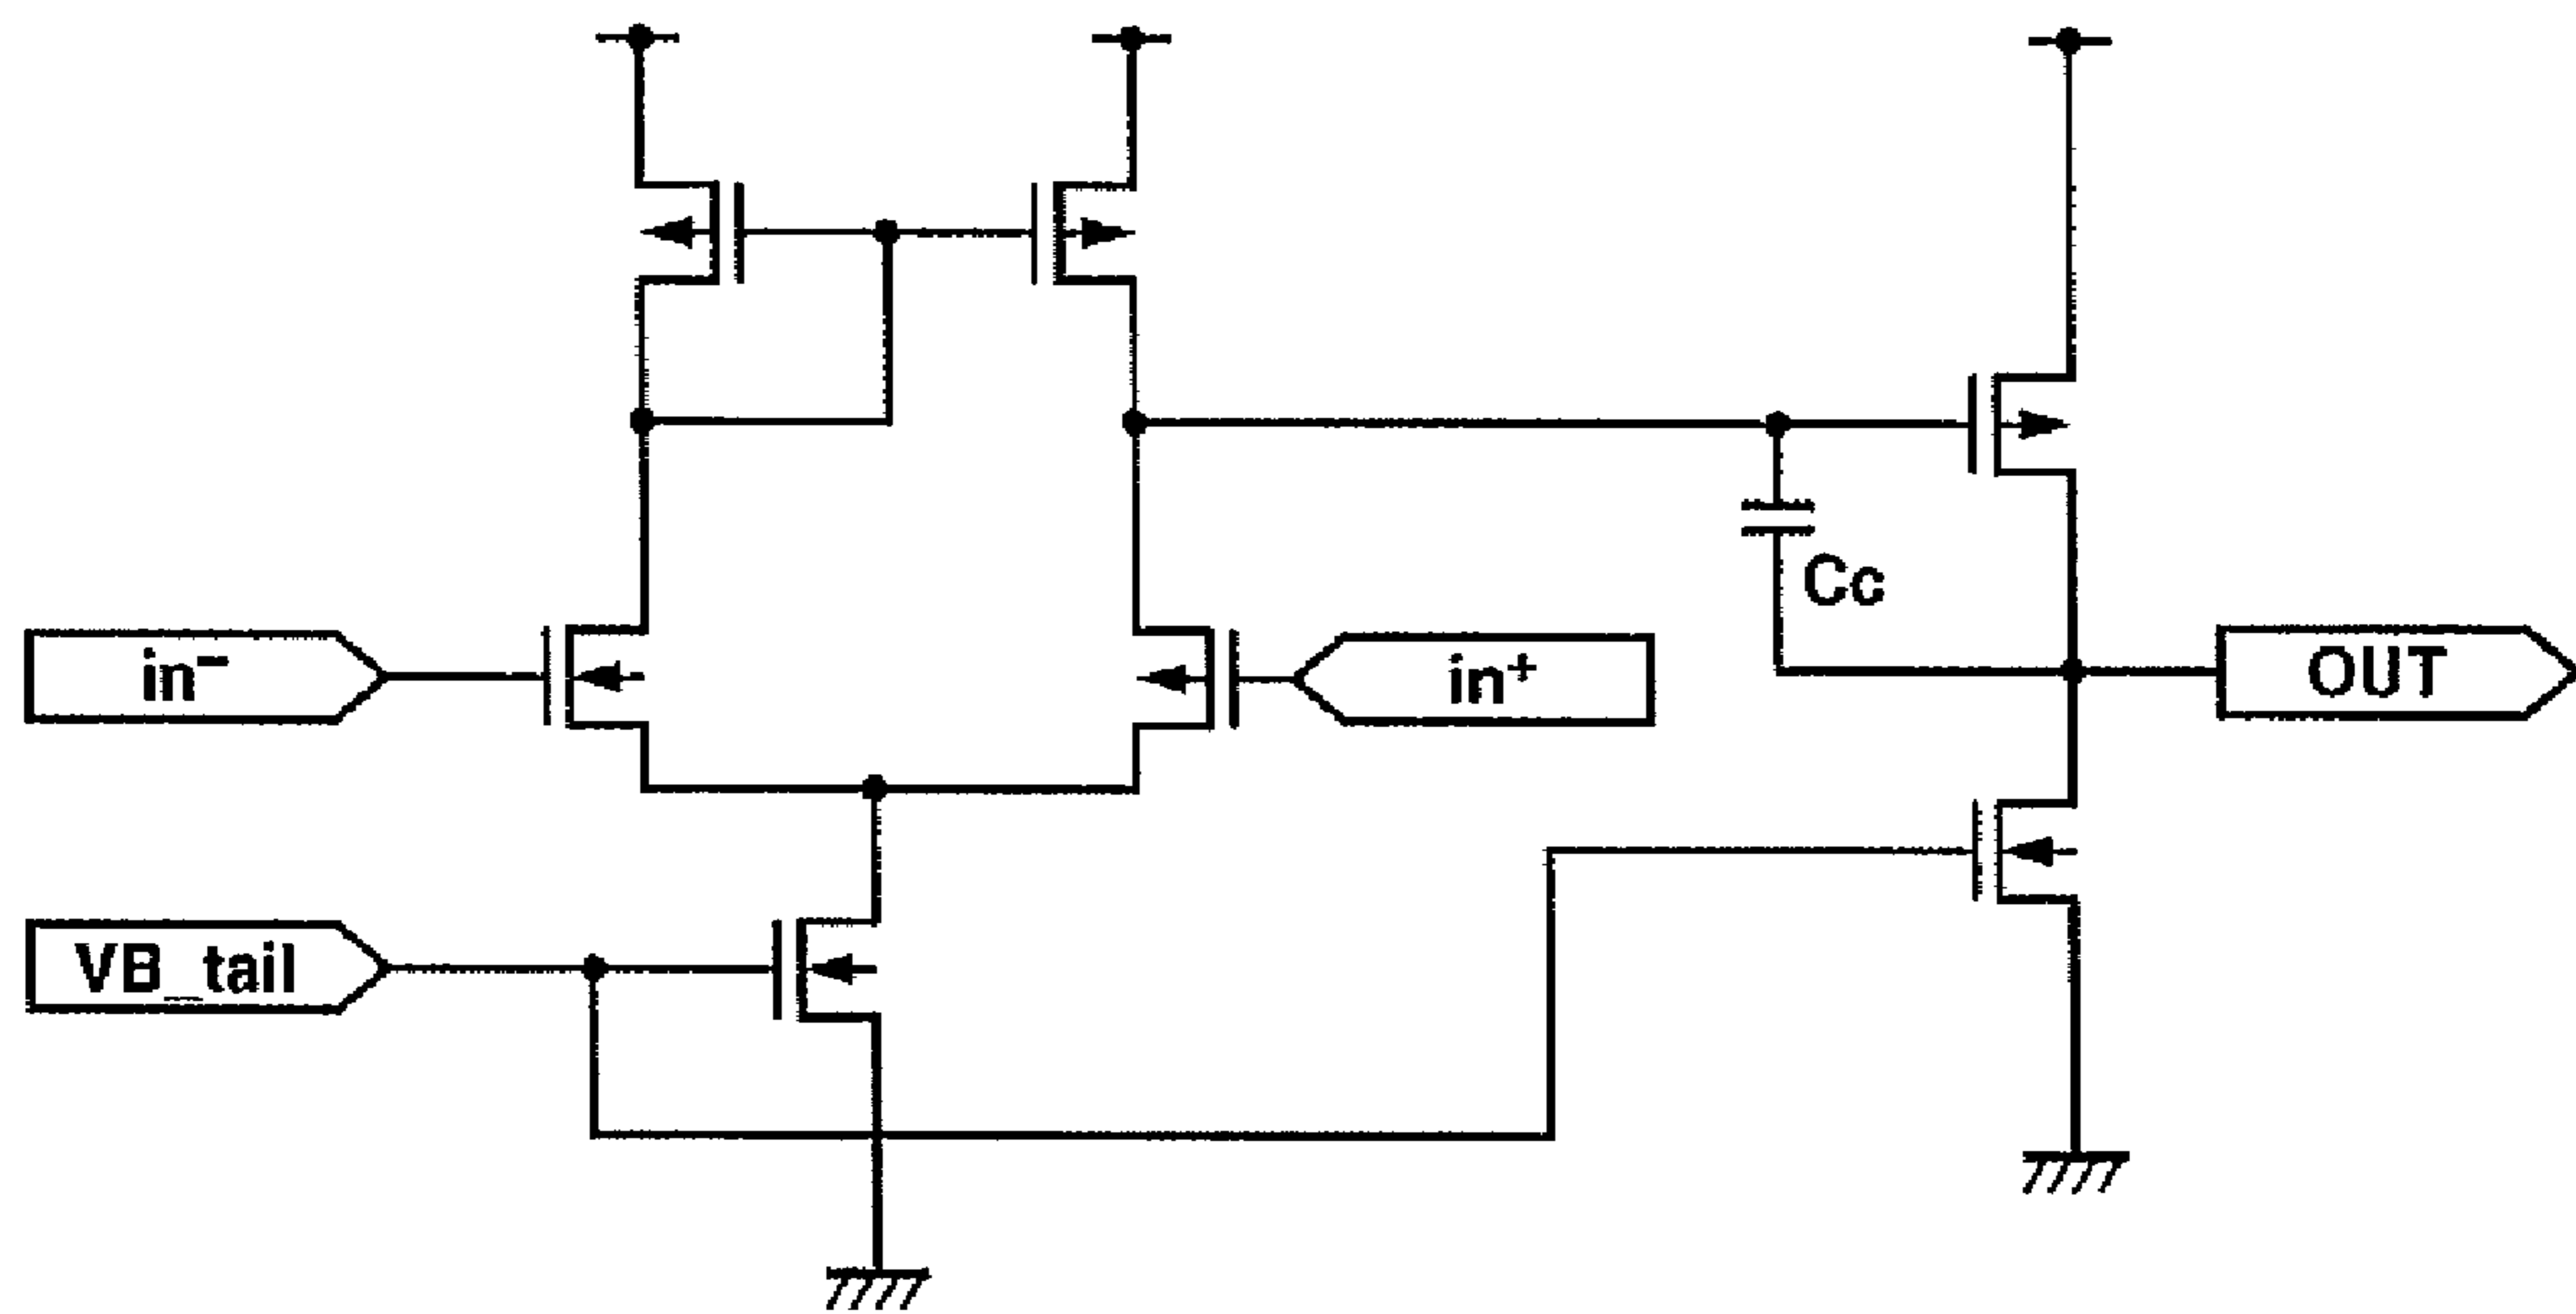 Cc
in⁻
in⁺
OUT
VB_tail